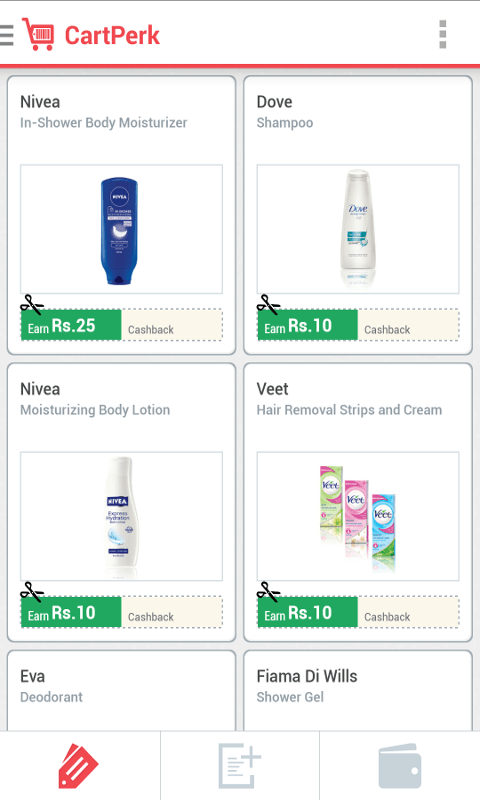 CartPerk
Nivea
In-Shower Body Moisturizer
NIVEA
Earn Rs.25 Cashback
Dove
Shampoo
Dove
Earn Rs.10 Cashback
Nivea
Moisturizing Body Lotion
NIVEA
Express
Hydration
Earn Rs.10 Cashback
Veet
Hair Removal Strips and Cream
Veet
Veet
Veet
Earn Rs.10 Cashback
Eva
Deodorant
Fiama Di Wills
Shower Gel